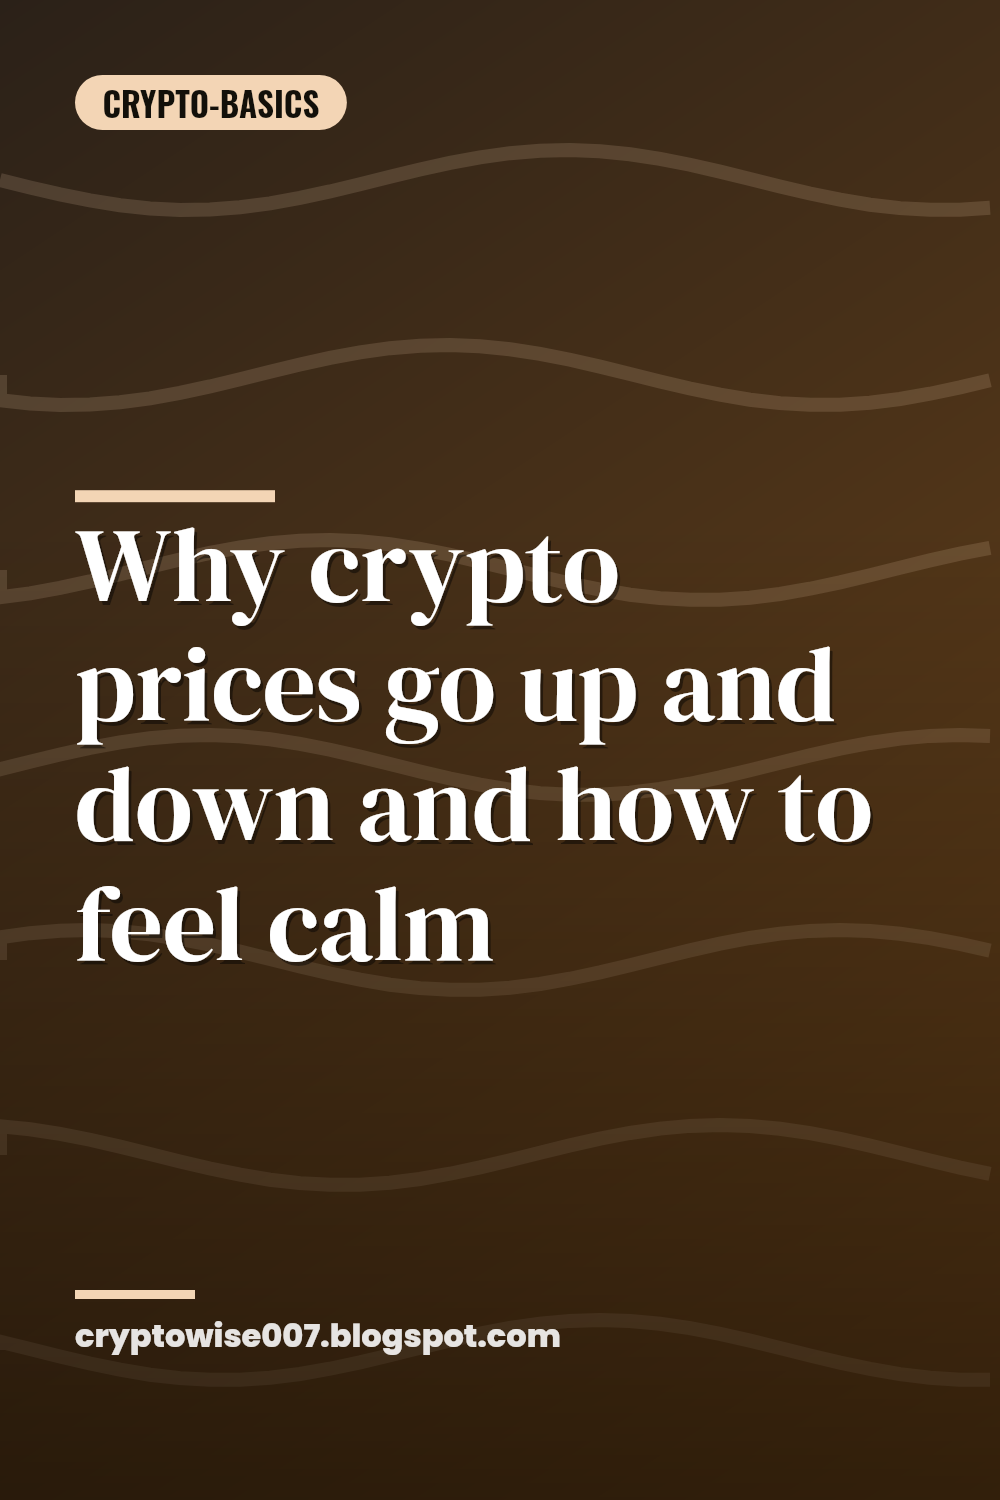 CRYPTO-BASICS
Why crypto
prices go up and
down and how to
feel calm
cryptowise007.blogspot.com